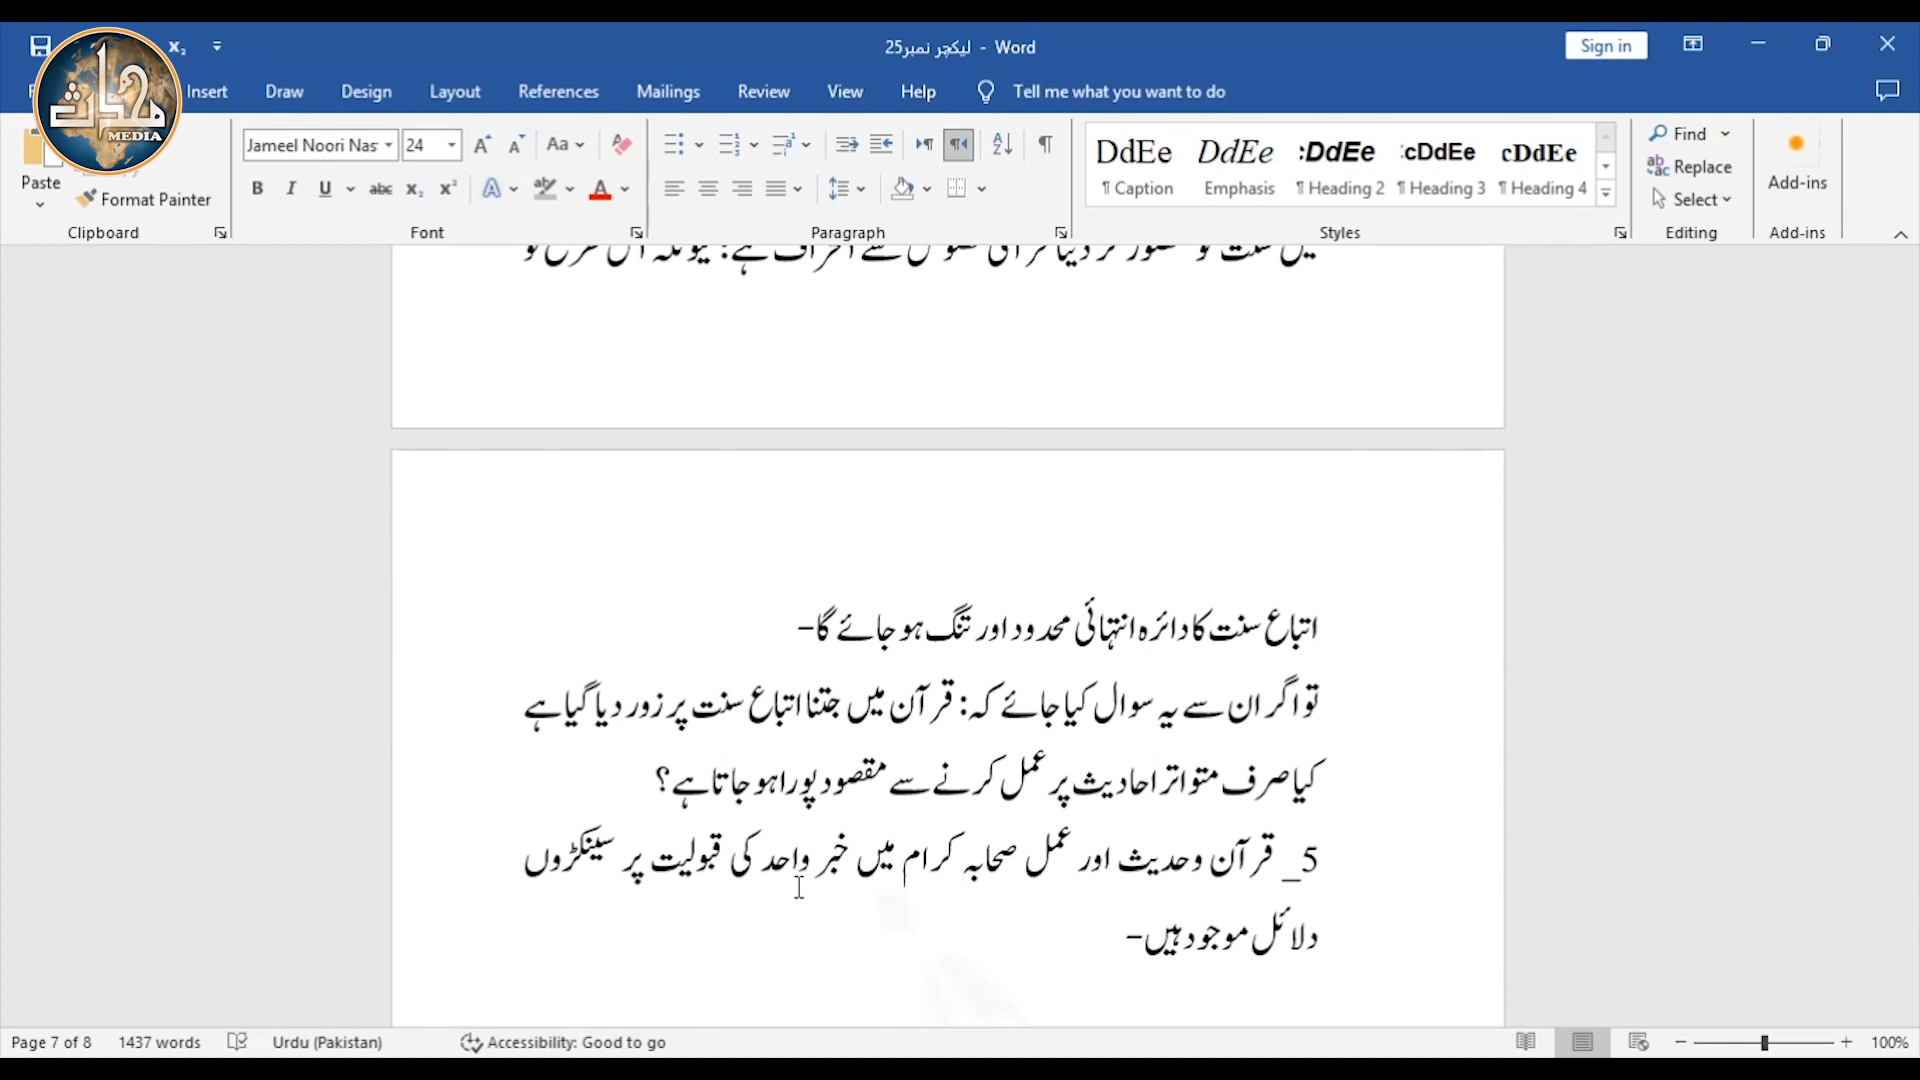 لیکچر نمبر25 - Word
Sign in
Insert Draw Design Layout References Mailings Review View Help Tell me what you want to do
MEDIA
Paste
Format Painter
Clipboard
Jameel Noori Nas 24
Font
Paragraph
DdEe DdEe DdEe cDdEe cDdEe
¶ Caption Emphasis ¶ Heading 2 ¶ Heading 3 ¶ Heading 4
Styles
Find
Replace
Select
Editing
Add-ins
Add-ins
اتباع سنت کا دائرہ انتہائی محدود اور تنگ ہو جائے گا-
تو اگر ان سے یہ سوال کیا جائے کہ: قرآن میں جتنا اتباع سنت پر زور دیا گیا ہے
کیا صرف متواتر احادیث پر عمل کرنے سے مقصود پورا ہو جاتا ہے؟
5_ قرآن وحدیث اور عمل صحابہ کرام میں خبر واحد کی قبولیت پر سینکڑوں
دلائل موجود ہیں-
Page 7 of 8 1437 words Urdu (Pakistan) Accessibility: Good to go 100%